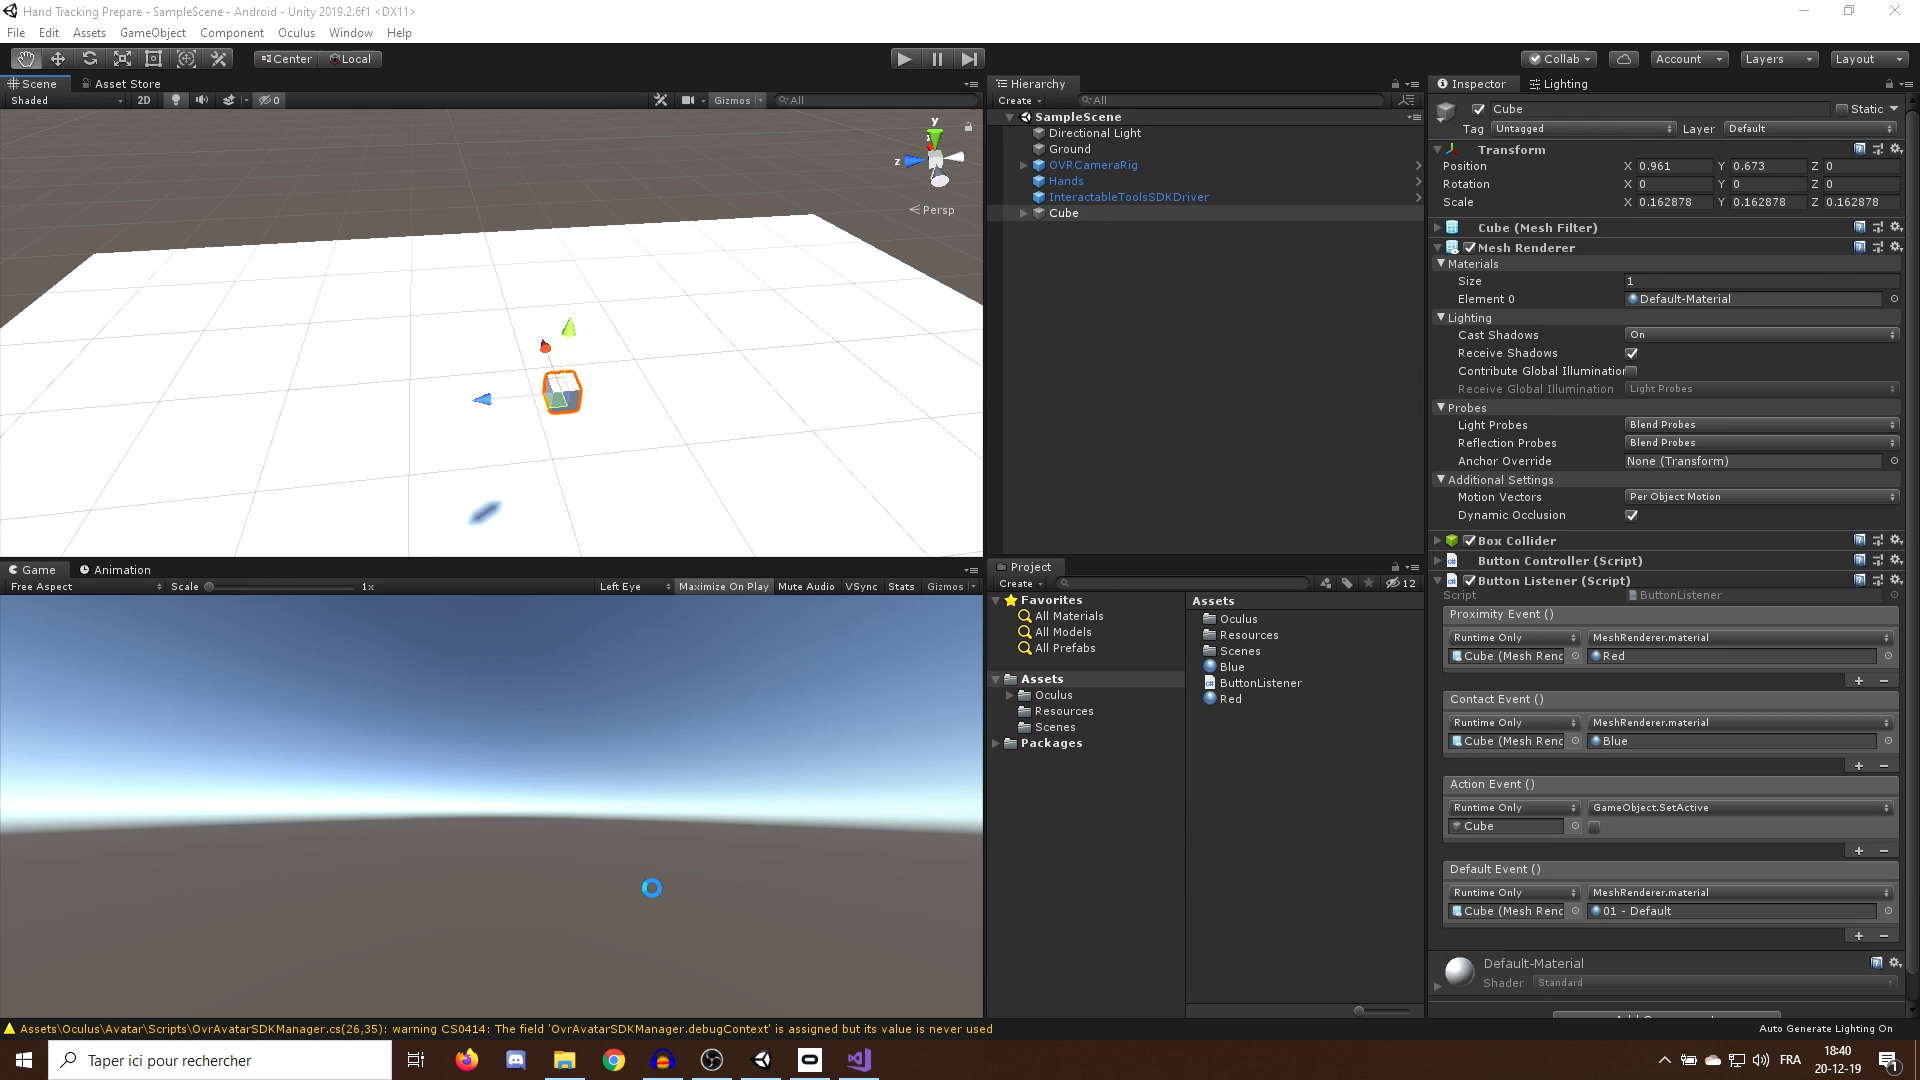 Hand Tracking Prepare - SampleScene - Android - Unity 2019.2.6f1 <DX11>
File Edit Assets GameObject Component Oculus Window Help
Center Local
Collab Account Layers Layout
Scene Asset Store
Shaded 2D 0 Gizmos All
y
z
Persp
Hierarchy
Create All
SampleScene
Directional Light
Ground
OVRCameraRig
Hands
InteractableToolsSDKDriver
Cube
Game Animation
Free Aspect Scale 1x Left Eye Maximize On Play Mute Audio VSync Stats Gizmos
Project
Create 12
Favorites
All Materials
All Models
All Prefabs
Assets
Oculus
Resources
Scenes
Packages
Assets
Oculus
Resources
Scenes
Blue
ButtonListener
Red
Inspector Lighting
Cube Static
Tag Untagged Layer Default
Transform
Position X 0.961 Y 0.673 Z 0
Rotation X 0 Y 0 Z 0
Scale X 0.162878 Y 0.162878 Z 0.162878
Cube (Mesh Filter)
Mesh Renderer
Materials
Size 1
Element 0 Default-Material
Lighting
Cast Shadows On
Receive Shadows
Contribute Global Illumination
Receive Global Illumination Light Probes
Probes
Light Probes Blend Probes
Reflection Probes Blend Probes
Anchor Override None (Transform)
Additional Settings
Motion Vectors Per Object Motion
Dynamic Occlusion
Box Collider
Button Controller (Script)
Button Listener (Script)
Script ButtonListener
Proximity Event ()
Runtime Only MeshRenderer.material
Cube (Mesh Renc Red
+ −
Contact Event ()
Runtime Only MeshRenderer.material
Cube (Mesh Renc Blue
+ −
Action Event ()
Runtime Only GameObject.SetActive
Cube
+ −
Default Event ()
Runtime Only MeshRenderer.material
Cube (Mesh Renc 01 - Default
+ −
Default-Material
Shader Standard
Assets\Oculus\Avatar\Scripts\OvrAvatarSDKManager.cs(26,35): warning CS0414: The field 'OvrAvatarSDKManager.debugContext' is assigned but its value is never used
Auto Generate Lighting On
Taper ici pour rechercher
FRA
18:40
20-12-19
1